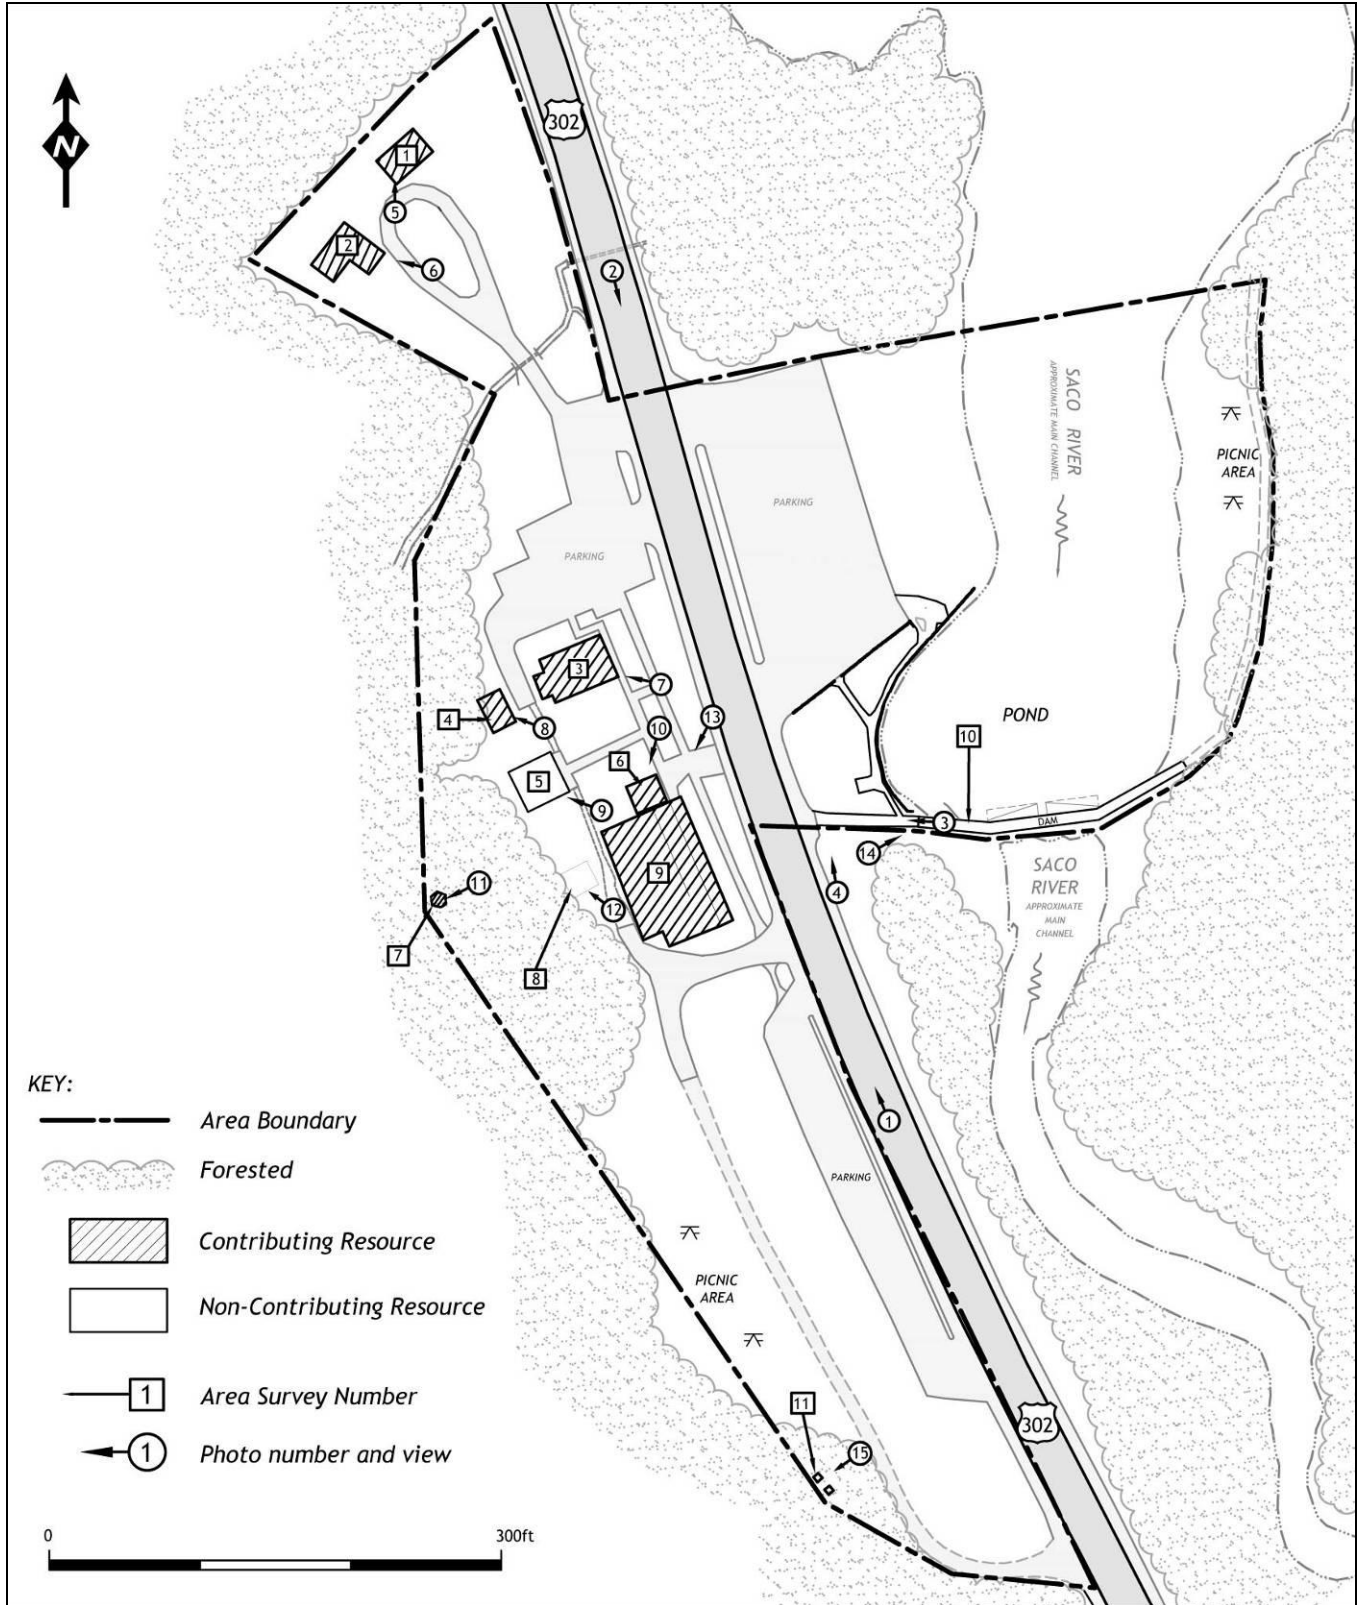 302
N
1
5
2
6
2
SACO RIVER
APPROXIMATE MAIN CHANNEL
PICNIC
AREA
PARKING
PARKING
3
7
4
8
13
10
POND
10
6
5
9
3
DAM
14
9
SACO
RIVER
APPROXIMATE
MAIN
CHANNEL
4
11
12
7
8
KEY:
Area Boundary
1
Forested
PARKING
Contributing Resource
PICNIC
AREA
Non-Contributing Resource
1
Area Survey Number
11
302
1
Photo number and view
15
0
300ft